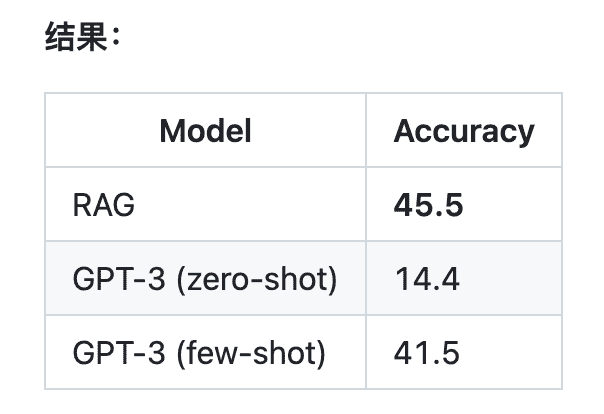 结果：
Model Accuracy
RAG 45.5
GPT-3 (zero-shot) 14.4
GPT-3 (few-shot) 41.5